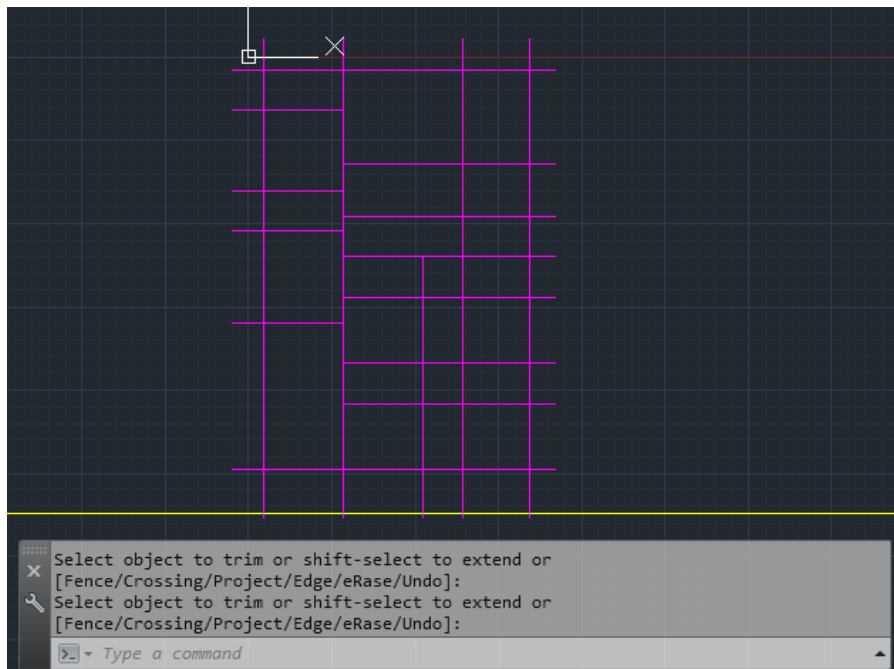 Select object to trim or shift-select to extend or
[Fence/Crossing/Project/Edge/eRase/Undo]:
Select object to trim or shift-select to extend or
[Fence/Crossing/Project/Edge/eRase/Undo]:
Type a command